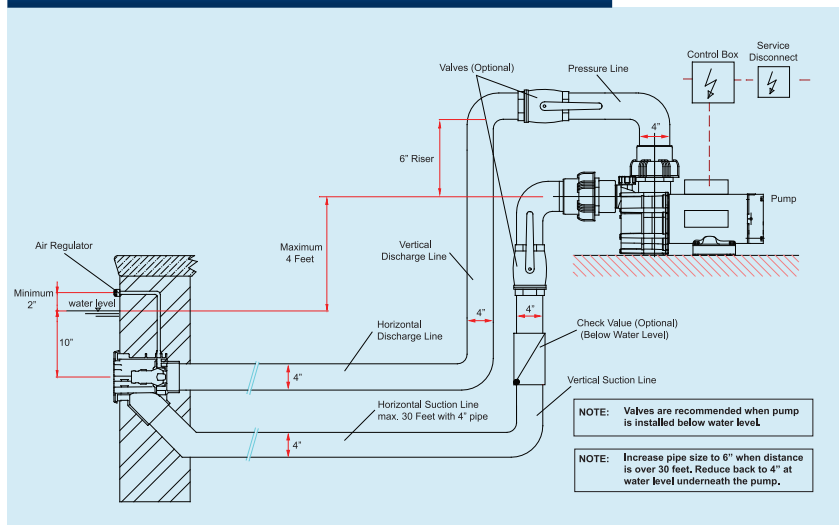 Control Box
Service
Disconnect
Valves (Optional)
Pressure Line
4"
6" Riser
Pump
Air Regulator
Maximum
4 Feet
Vertical
Discharge Line
Minimum
2"
water level
10"
4"
4"
Horizontal
Discharge Line
Check Value (Optional)
(Below Water Level)
4"
Vertical Suction Line
Horizontal Suction Line
max. 30 Feet with 4" pipe
4"
NOTE: Valves are recommended when pump
is installed below water level.
NOTE: Increase pipe size to 6" when distance
is over 30 feet. Reduce back to 4" at
water level underneath the pump.